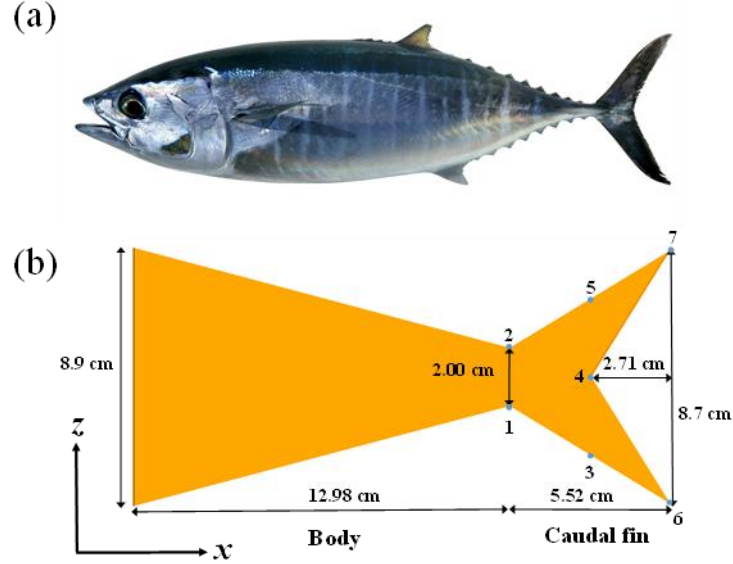 (a)
(b)
7
5
2
8.9 cm
2.00 cm
4
2.71 cm
8.7 cm
1
3
z
12.98 cm
5.52 cm
6
Body
Caudal fin
x